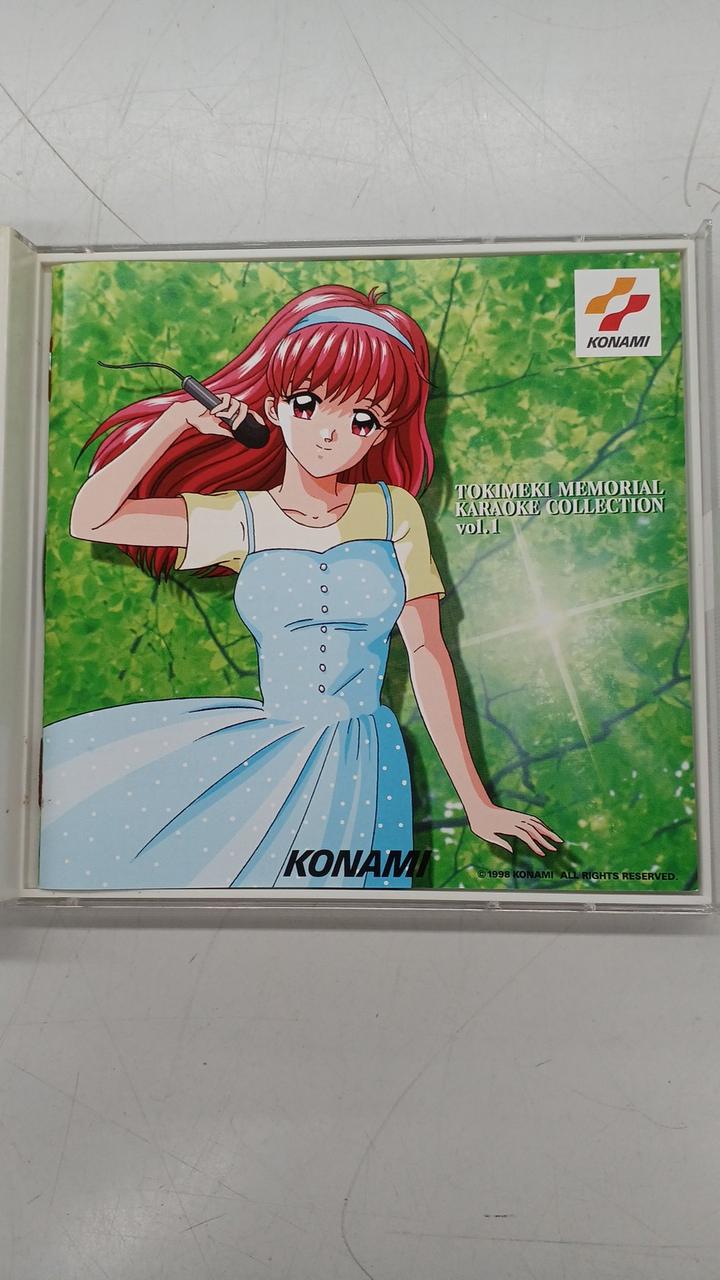 KONAMI
TOKIMEKI MEMORIAL
KARAOKE COLLECTION
vol.1
KONAMI
©1998 KONAMI ALL RIGHTS RESERVED.